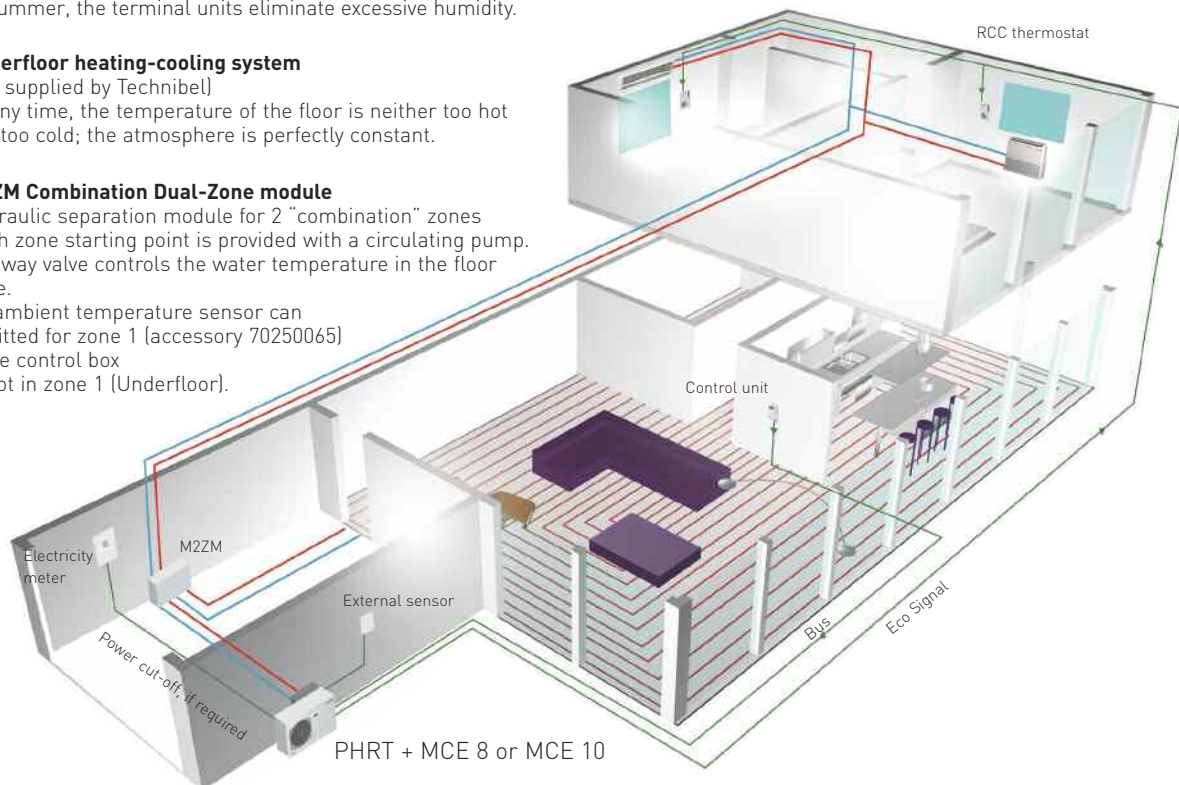 ummer, the terminal units eliminate excessive humidity.
erfloor heating-cooling system
supplied by Technibel)
ny time, the temperature of the floor is neither too hot
too cold; the atmosphere is perfectly constant.
ZM Combination Dual-Zone module
raulic separation module for 2 “combination” zones
h zone starting point is provided with a circulating pump.
way valve controls the water temperature in the floor
e.
ambient temperature sensor can
itted for zone 1 (accessory 70250065)
e control box
ot in zone 1 (Underfloor).
RCC thermostat
Control unit
Electricity
meter
M2ZM
External sensor
Power cut-off, if required
Bus
Eco Signal
PHRT + MCE 8 or MCE 10